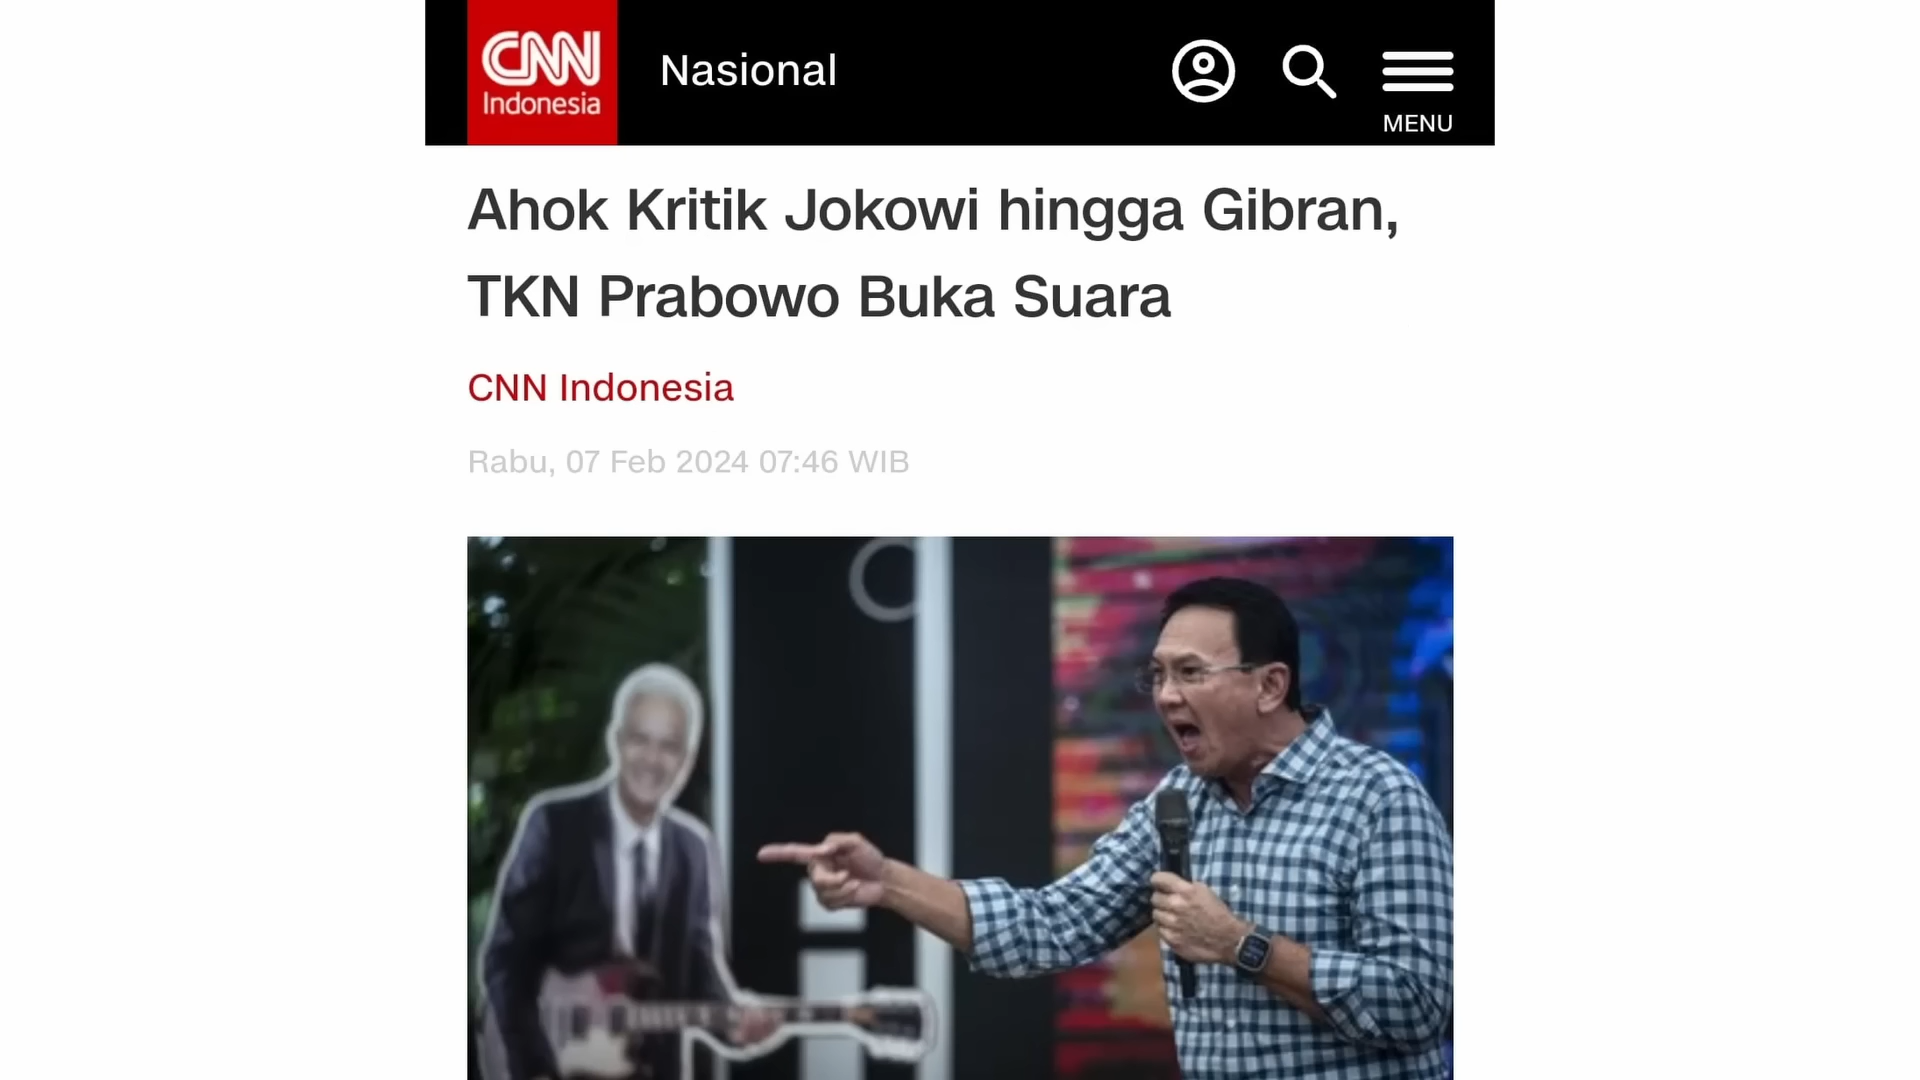 CNN
Indonesia
Nasional
MENU
Ahok Kritik Jokowi hingga Gibran,
TKN Prabowo Buka Suara
CNN Indonesia
Rabu, 07 Feb 2024 07:46 WIB